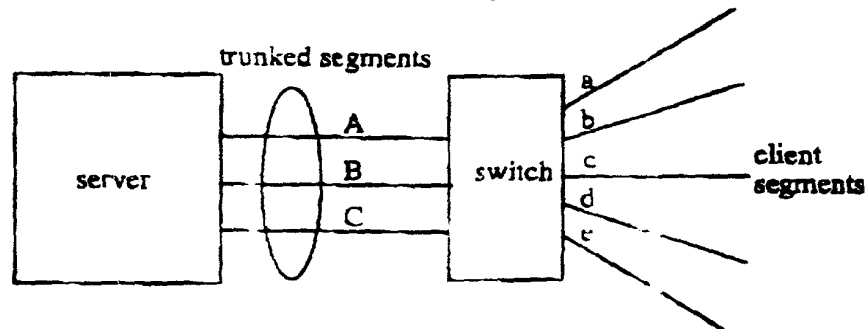 trunked segments
a
A
b
server
B
switch
c
client
segments
C
d
e